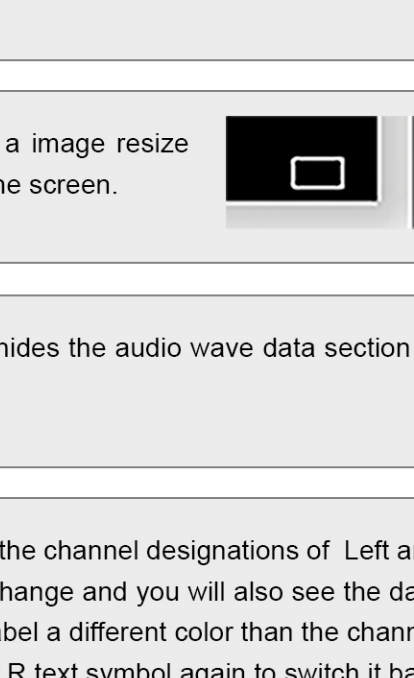 a image resize
he screen.
hides the audio wave data section
the channel designations of Left a
hange and you will also see the da
bel a different color than the chann
R text symbol again to switch it ba